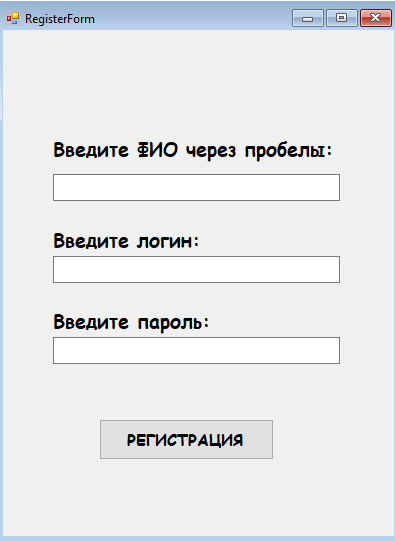 RegisterForm
Введите ФИО через пробелы:
Введите логин:
Введите пароль:
РЕГИСТРАЦИЯ